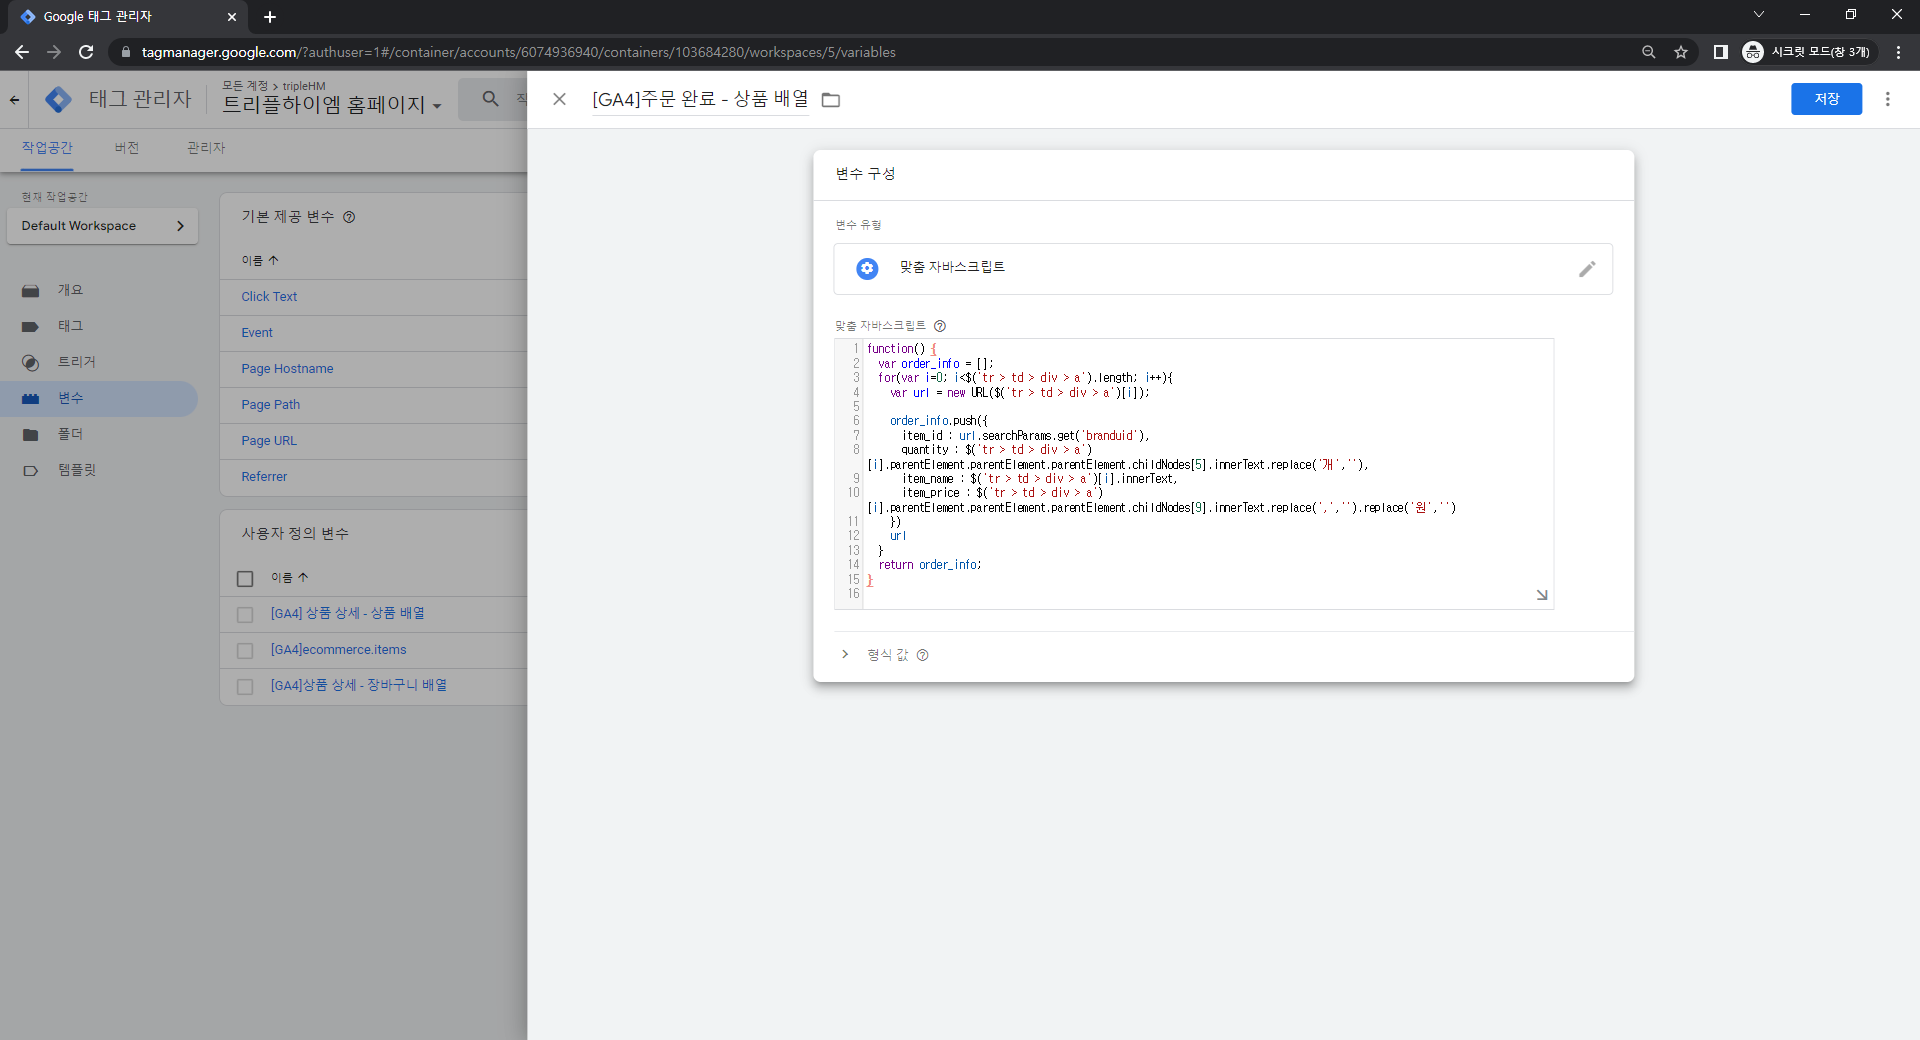 Google 태그 관리자
tagmanager.google.com/?authuser=1#/container/accounts/6074936940/containers/103684280/workspaces/5/variables
시크릿 모드(창 3개)
태그 관리자
모든 계정 > tripleHM
트리플하이엠 홈페이지
작
[GA4]주문 완료 - 상품 배열
저장
작업공간
버전
관리자
현재 작업공간
Default Workspace
개요
태그
트리거
변수
폴더
템플릿
기본 제공 변수
이름
Click Text
Event
Page Hostname
Page Path
Page URL
Referrer
사용자 정의 변수
이름
[GA4] 상품 상세 - 상품 배열
[GA4]ecommerce.items
[GA4]상품 상세 - 장바구니 배열
변수 구성
변수 유형
맞춤 자바스크립트
맞춤 자바스크립트
1 function() {
2 var order_info = [];
3 for(var i=0; i<$('tr > td > div > a').length; i++){
4 var url = new URL($('tr > td > div > a')[i]);
5
6 order_info.push({
7 item_id : url.searchParams.get('branduid'),
8 quantity : $('tr > td > div > a')
[i].parentElement.parentElement.parentElement.childNodes[5].innerText.replace('개',''),
9 item_name : $('tr > td > div > a')[i].innerText,
10 item_price : $('tr > td > div > a')
[i].parentElement.parentElement.parentElement.childNodes[9].innerText.replace(',','').replace('원','')
11 })
12 url
13 }
14 return order_info;
15 }
16
형식 값